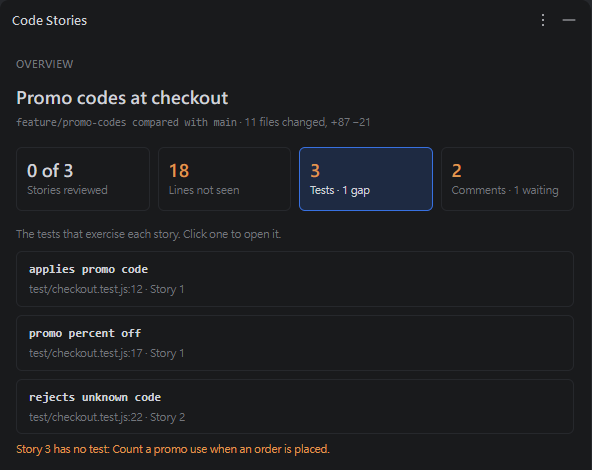 Code Stories
OVERVIEW
Promo codes at checkout
feature/promo-codes compared with main · 11 files changed, +87 −21
0 of 3
Stories reviewed
18
Lines not seen
3
Tests · 1 gap
2
Comments · 1 waiting
The tests that exercise each story. Click one to open it.
applies promo code
test/checkout.test.js:12 · Story 1
promo percent off
test/checkout.test.js:17 · Story 1
rejects unknown code
test/checkout.test.js:22 · Story 2
Story 3 has no test: Count a promo use when an order is placed.